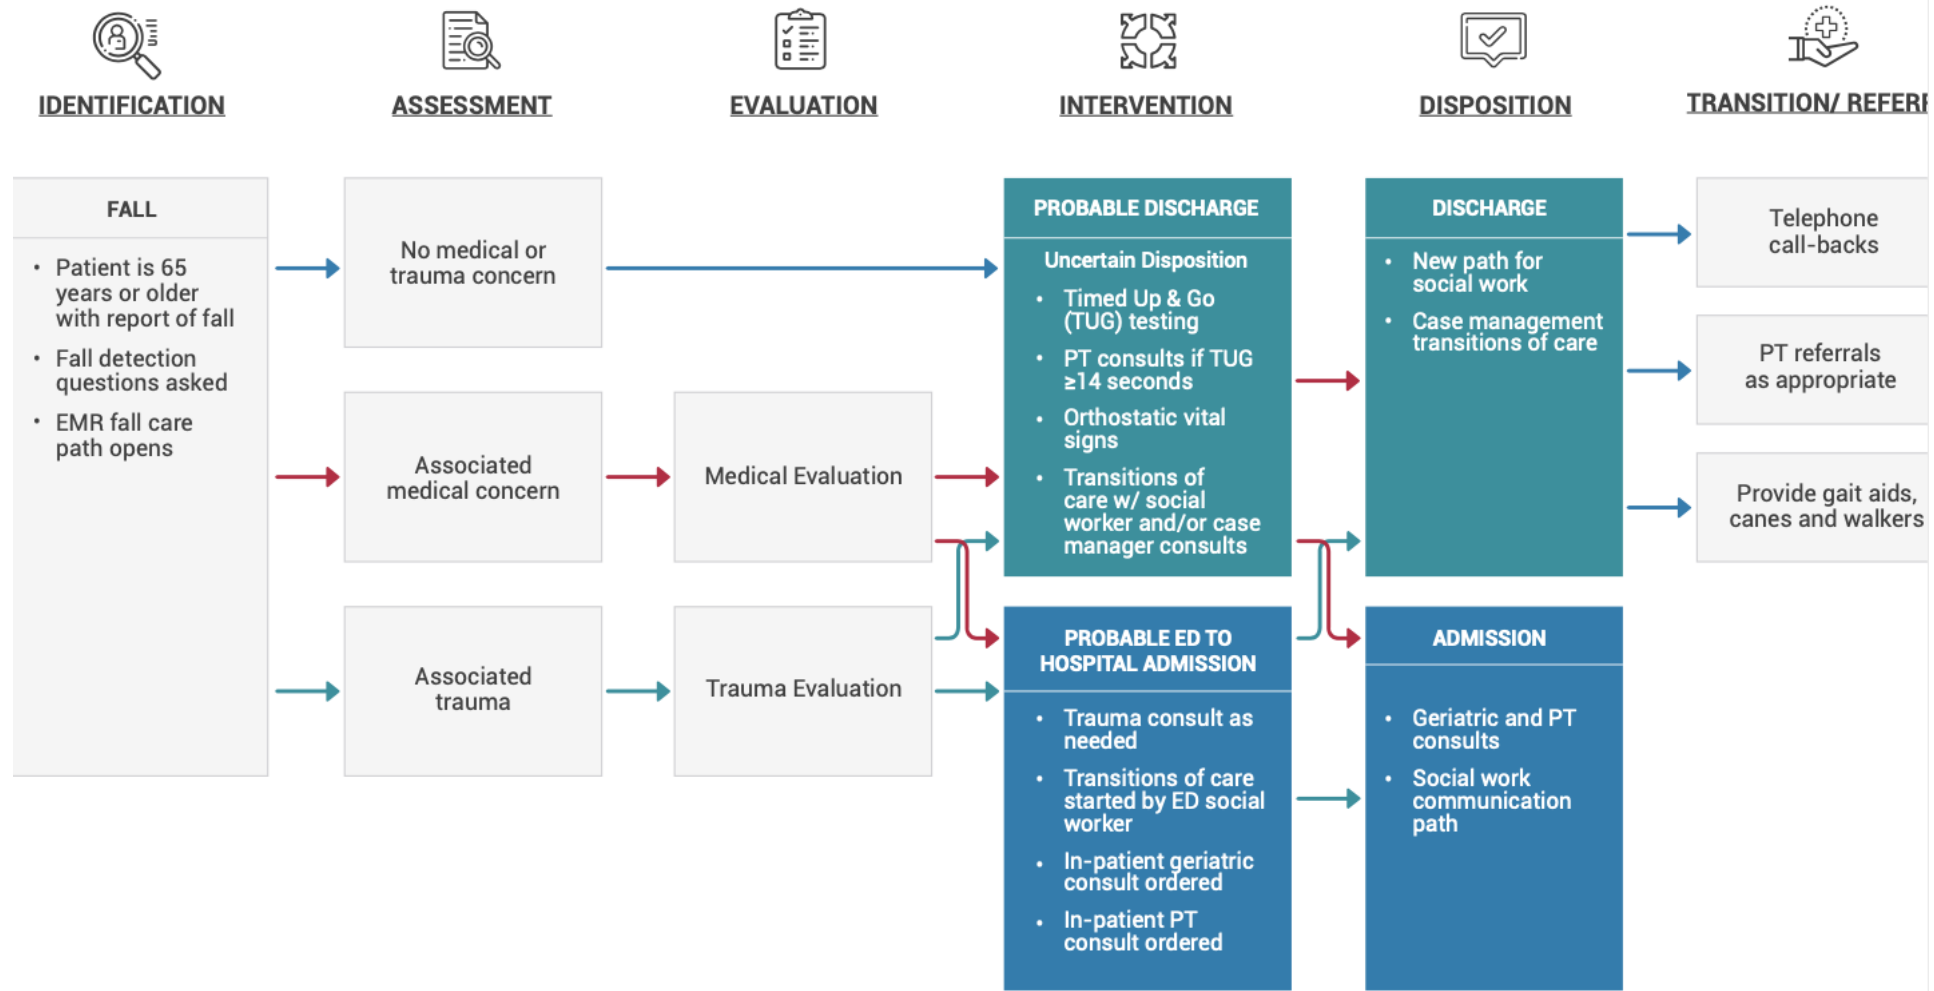 IDENTIFICATION
ASSESSMENT
EVALUATION
INTERVENTION
DISPOSITION
TRANSITION/ REFERR
FALL
• Patient is 65
years or older
with report of fall
• Fall detection
questions asked
• EMR fall care
path opens
No medical or
trauma concern
Associated
medical concern
Associated
trauma
Medical Evaluation
Trauma Evaluation
PROBABLE DISCHARGE
Uncertain Disposition
• Timed Up & Go
(TUG) testing
• PT consults if TUG
≥14 seconds
• Orthostatic vital
signs
• Transitions of
care w/ social
worker and/or case
manager consults
PROBABLE ED TO
HOSPITAL ADMISSION
• Trauma consult as
needed
• Transitions of care
started by ED social
worker
• In-patient geriatric
consult ordered
• In-patient PT
consult ordered
DISCHARGE
• New path for
social work
• Case management
transitions of care
ADMISSION
• Geriatric and PT
consults
• Social work
communication
path
Telephone
call-backs
PT referrals
as appropriate
Provide gait aids,
canes and walkers